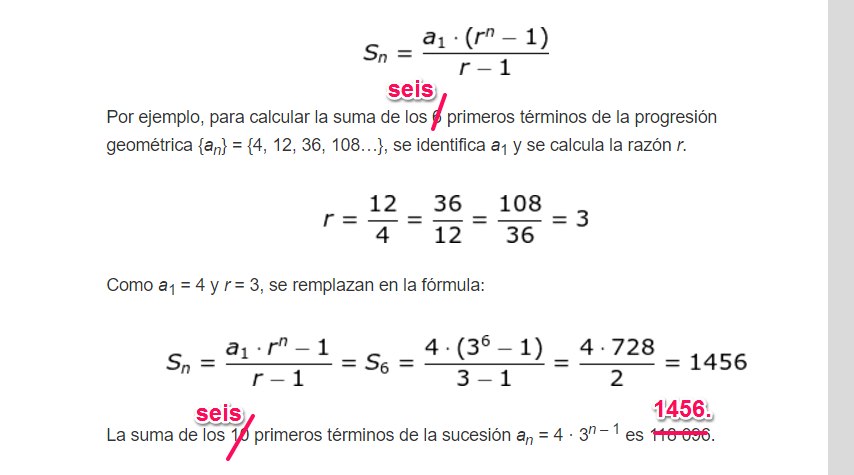 Sₙ = a₁ · (rⁿ − 1) / r − 1
seis
Por ejemplo, para calcular la suma de los 6 primeros términos de la progresión
geométrica {aₙ} = {4, 12, 36, 108…}, se identifica a₁ y se calcula la razón r.
r = 12/4 = 36/12 = 108/36 = 3
Como a₁ = 4 y r = 3, se remplazan en la fórmula:
Sₙ = a₁ · rⁿ − 1 / r − 1 = S₆ = 4 · (3⁶ − 1) / 3 − 1 = 4 · 728 / 2 = 1456
seis 1456.
La suma de los 10 primeros términos de la sucesión aₙ = 4 · 3ⁿ⁻¹ es 118 096.